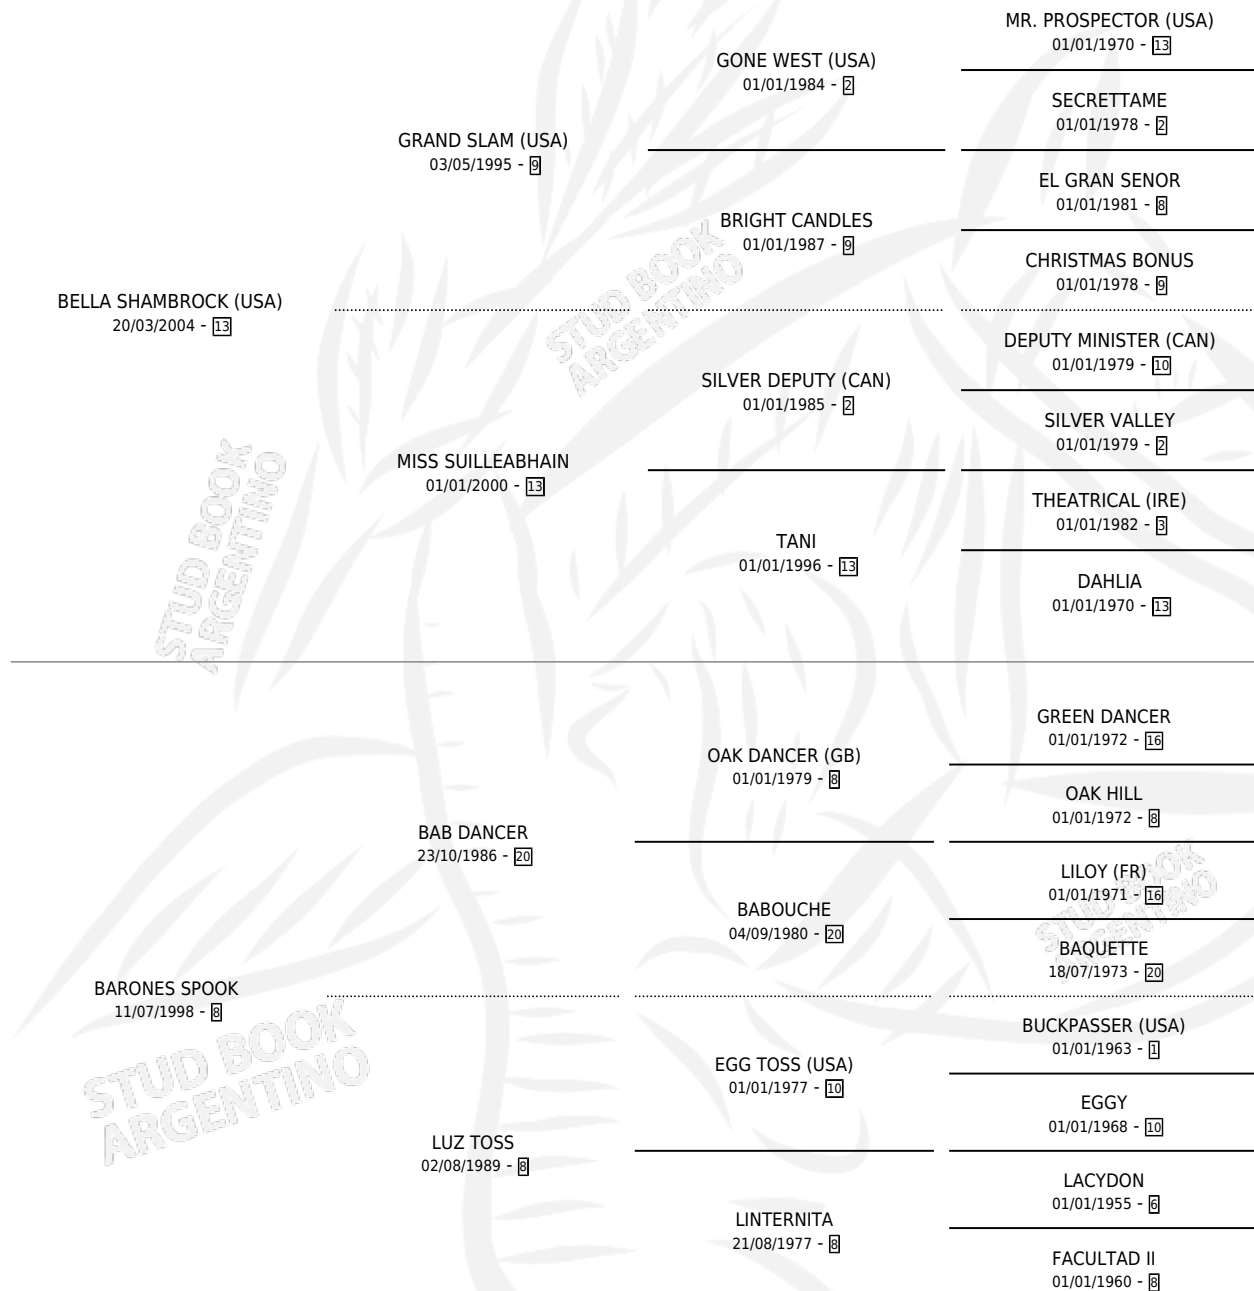 MR. PROSPECTOR (USA)
01/01/1970 - 13
GONE WEST (USA)
01/01/1984 - 2
SECRETTAME
01/01/1978 - 2
GRAND SLAM (USA)
03/05/1995 - 9
EL GRAN SENOR
01/01/1981 - 8
BRIGHT CANDLES
01/01/1987 - 9
CHRISTMAS BONUS
01/01/1978 - 9
BELLA SHAMBROCK (USA)
20/03/2004 - 13
STUD BOOK
ARGENTINO
DEPUTY MINISTER (CAN)
01/01/1979 - 10
SILVER DEPUTY (CAN)
01/01/1985 - 2
SILVER VALLEY
01/01/1979 - 2
MISS SUILLEABHAIN
01/01/2000 - 13
THEATRICAL (IRE)
01/01/1982 - 3
TANI
01/01/1996 - 13
DAHLIA
01/01/1970 - 13
STUD BOOK
ARGENTINO
GREEN DANCER
01/01/1972 - 16
OAK DANCER (GB)
01/01/1979 - 8
OAK HILL
01/01/1972 - 8
BAB DANCER
23/10/1986 - 20
LILOY (FR)
01/01/1971 - 16
BABOUCHE
04/09/1980 - 20
BAQUETTE
18/07/1973 - 20
STUD BOOK
ARGENTINO
BARONES SPOOK
11/07/1998 - 8
STUD BOOK
ARGENTINO
BUCKPASSER (USA)
01/01/1963 - 1
EGG TOSS (USA)
01/01/1977 - 10
EGGY
01/01/1968 - 10
LUZ TOSS
02/08/1989 - 8
LACYDON
01/01/1955 - 6
LINTERNITA
21/08/1977 - 8
FACULTAD II
01/01/1960 - 8